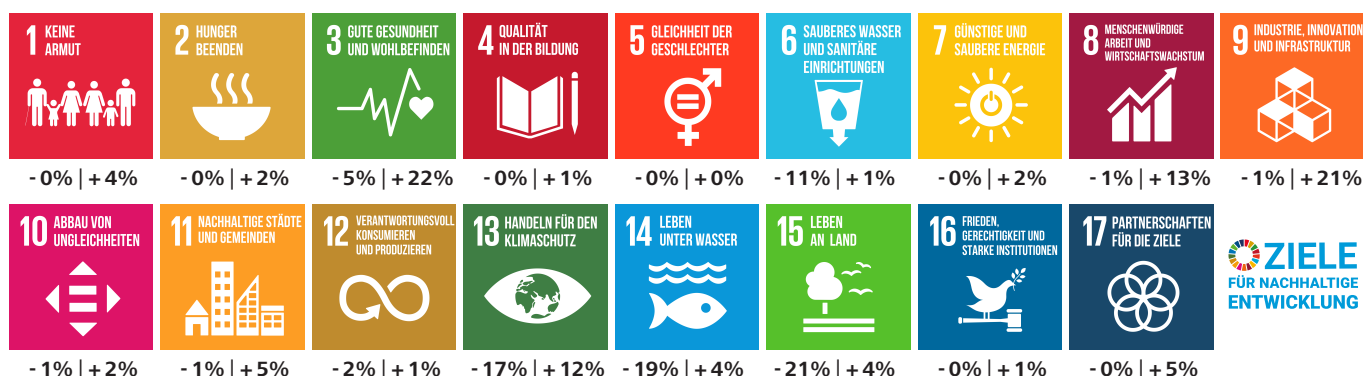 1 KEINE
ARMUT
2 HUNGER
BEENDEN
3 GUTE GESUNDHEIT
UND WOHLBEFINDEN
4 QUALITÄT
IN DER BILDUNG
5 GLEICHHEIT DER
GESCHLECHTER
6 SAUBERES WASSER
UND SANITÄRE
EINRICHTUNGEN
7 GÜNSTIGE UND
SAUBERE ENERGIE
8 MENSCHENWÜRDIGE
ARBEIT UND
WIRTSCHAFTSWACHSTUM
9 INDUSTRIE, INNOVATION
UND INFRASTRUKTUR
-0% | +4%
-0% | +2%
-5% | +22%
-0% | +1%
-0% | +0%
-11% | +1%
-0% | +2%
-1% | +13%
-1% | +21%
10 ABBAU VON
UNGLEICHHEITEN
11 NACHHALTIGE STÄDTE
UND GEMEINDEN
12 VERANTWORTUNGSVOLL
KONSUMIEREN
UND PRODUZIEREN
13 HANDELN FÜR DEN
KLIMASCHUTZ
14 LEBEN
UNTER WASSER
15 LEBEN
AN LAND
16 FRIEDEN,
GERECHTIGKEIT UND
STARKE INSTITUTIONEN
17 PARTNERSCHAFTEN
FÜR DIE ZIELE
ZIELE
FÜR NACHHALTIGE
ENTWICKLUNG
-1% | +2%
-1% | +5%
-2% | +1%
-17% | +12%
-19% | +4%
-21% | +4%
-0% | +1%
-0% | +5%